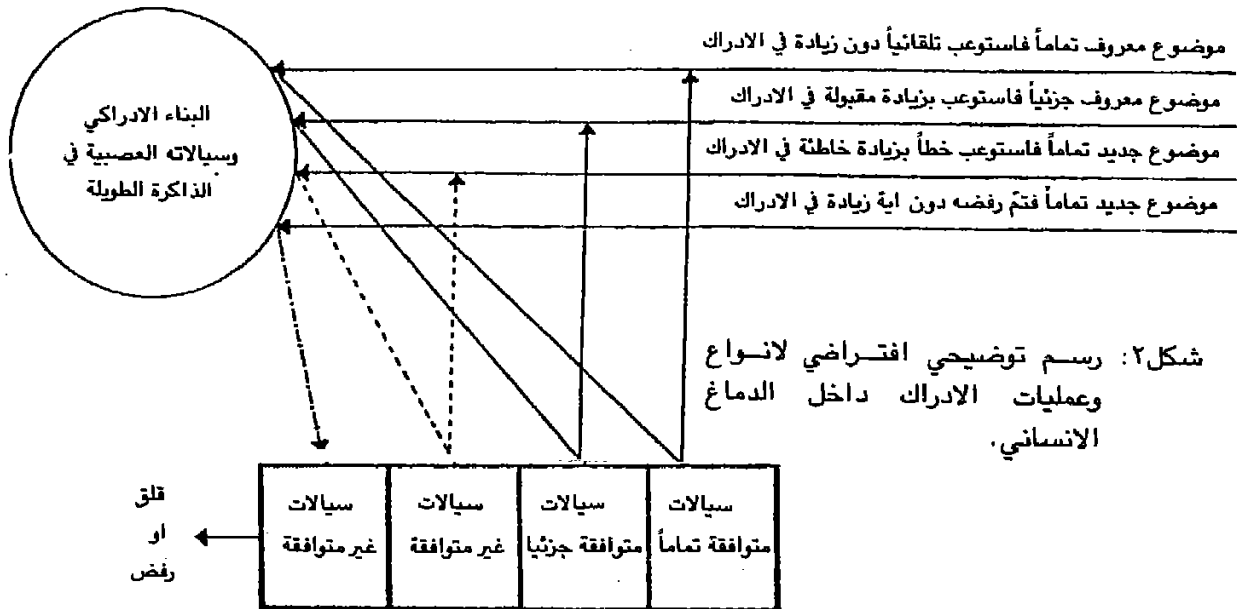 موضوع معروف تماماً فاستوعب تلقائياً دون زيادة في الادراك
موضوع معروف جزئياً فاستوعب بزيادة مقبولة في الادراك
موضوع جديد تماماً فاستوعب خطأ بزيادة خاطئة في الادراك
موضوع جديد تماماً فتمّ رفضه دون اية زيادة في الادراك
البناء الادراكي
وسيالاته العصبية في
الذاكرة الطويلة
شكل٢: رسم توضيحي افتراضي لانواع
وعمليات الادراك داخل الدماغ
الانساني.
سيالات
متوافقة تماماً
سيالات
متوافقة جزئيا
سيالات
غير متوافقة
سيالات
غير متوافقة
قلق
او
رفض